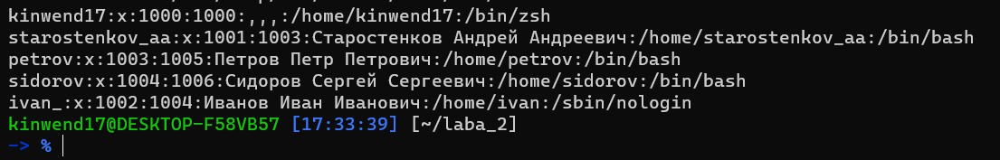 kinwend17:x:1000:1000:,,,:/home/kinwend17:/bin/zsh
starostenkov_aa:x:1001:1003:Старостенков Андрей Андреевич:/home/starostenkov_aa:/bin/bash
petrov:x:1003:1005:Петров Петр Петрович:/home/petrov:/bin/bash
sidorov:x:1004:1006:Сидоров Сергей Сергеевич:/home/sidorov:/bin/bash
ivan_:x:1002:1004:Иванов Иван Иванович:/home/ivan:/sbin/nologin
kinwend17@DESKTOP-F58VB57 [17:33:39] [~/laba_2]
-> %